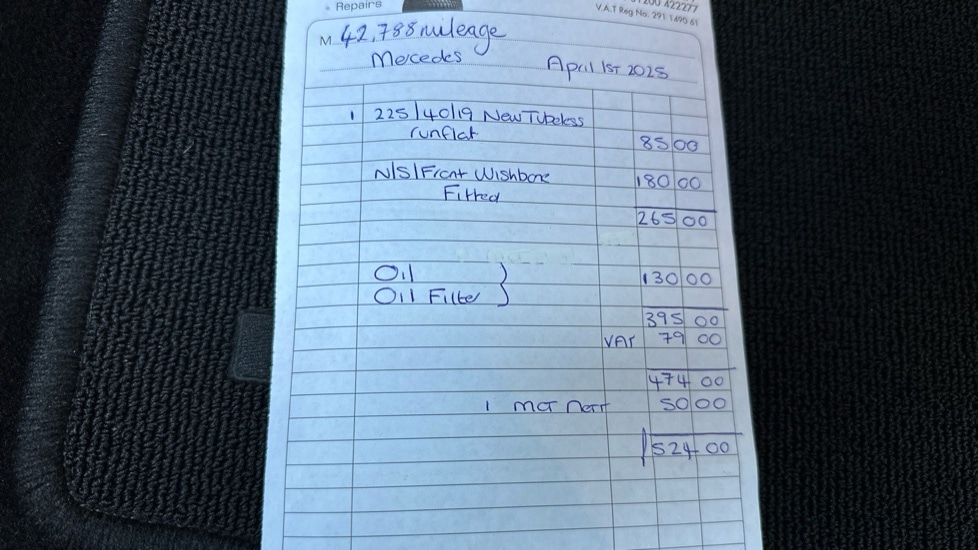 Repairs
01200 422277
V.A.T Reg No. 291 1490 61
M 42,788 mileage
Mercedes
April 1ST 2025
1 225/40/19 New Tubeless
runflat 85 00
N/S/Front Wishbone 180 00
Fitted
265 00
Oil
Oil Filter } 130 00
395 00
VAT 79 00
474 00
1 MOT Nett 50 00
524 00